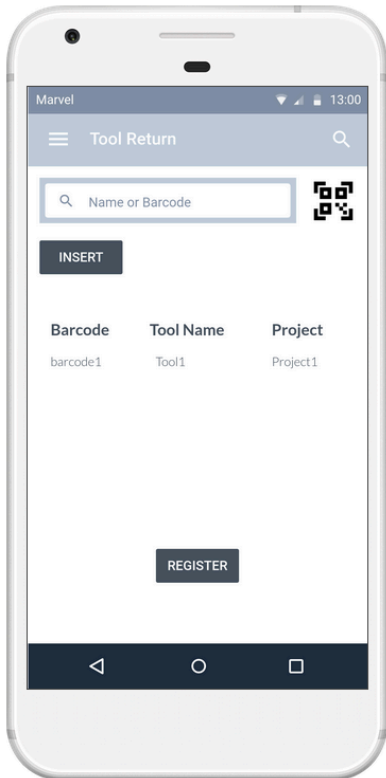 Marvel 13:00
Tool Return
Name or Barcode
INSERT
Barcode Tool Name Project
barcode1 Tool1 Project1
REGISTER